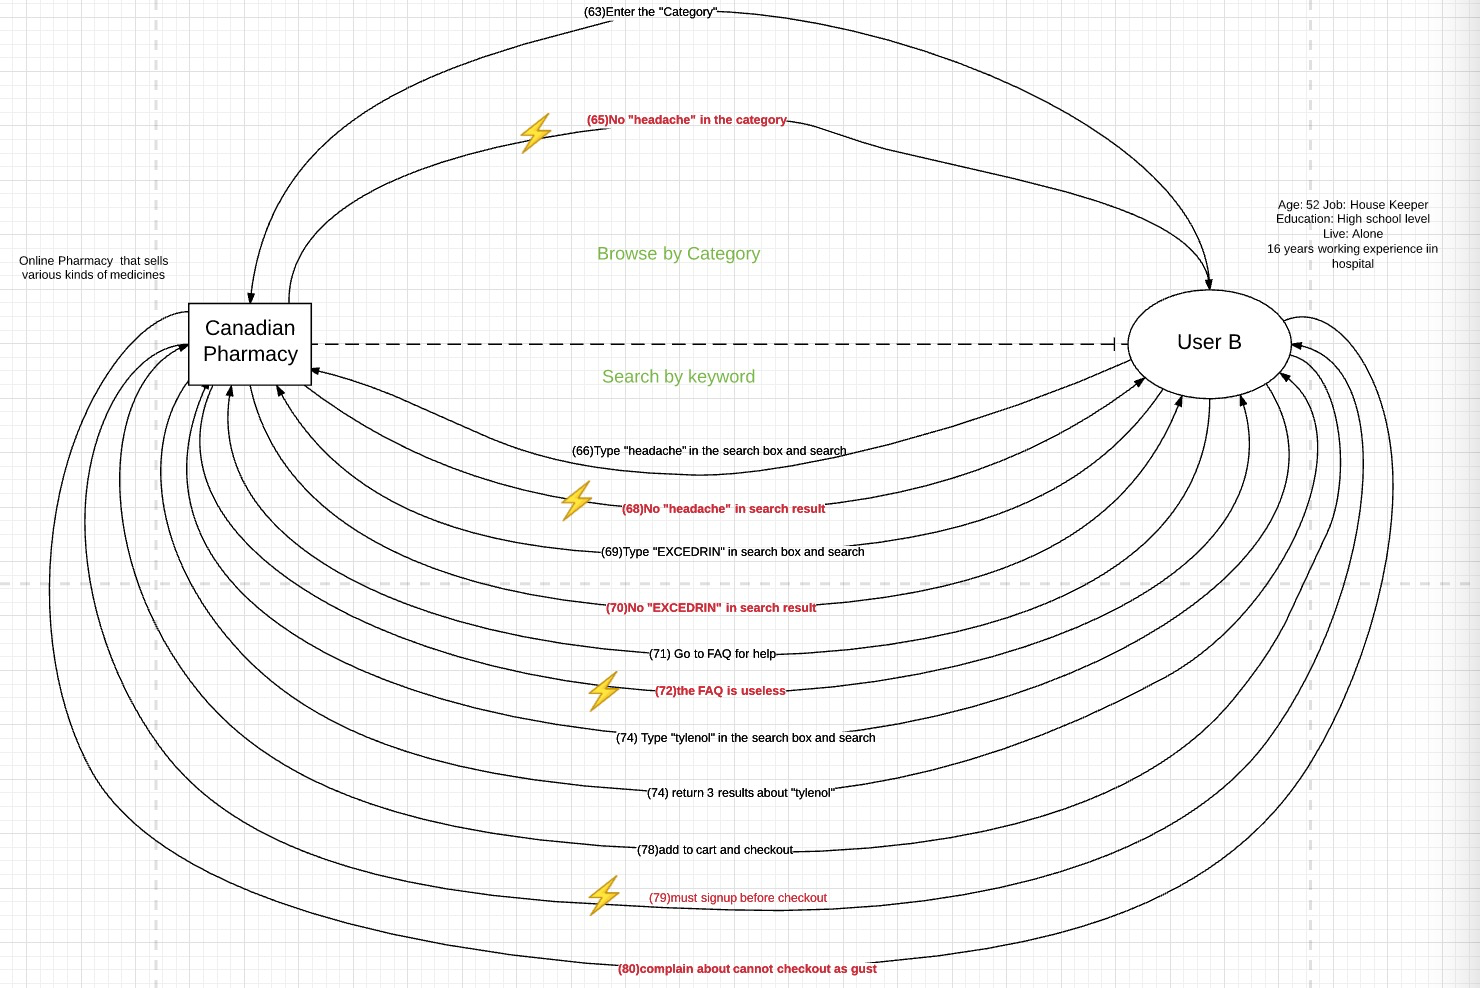 (63)Enter the "Category"
(65)No "headache" in the category
Age: 52 Job: House Keeper
Education: High school level
Live: Alone
16 years working experience iin
hospital
Browse by Category
Online Pharmacy that sells
various kinds of medicines
Canadian
Pharmacy
User B
Search by keyword
(66)Type "headache" in the search box and search
(68)No "headache" in search result
(69)Type "EXCEDRIN" in search box and search
(70)No "EXCEDRIN" in search result
(71) Go to FAQ for help
(72)the FAQ is useless
(74) Type "tylenol" in the search box and search
(74) return 3 results about "tylenol"
(78)add to cart and checkout
(79)must signup before checkout
(80)complain about cannot checkout as gust